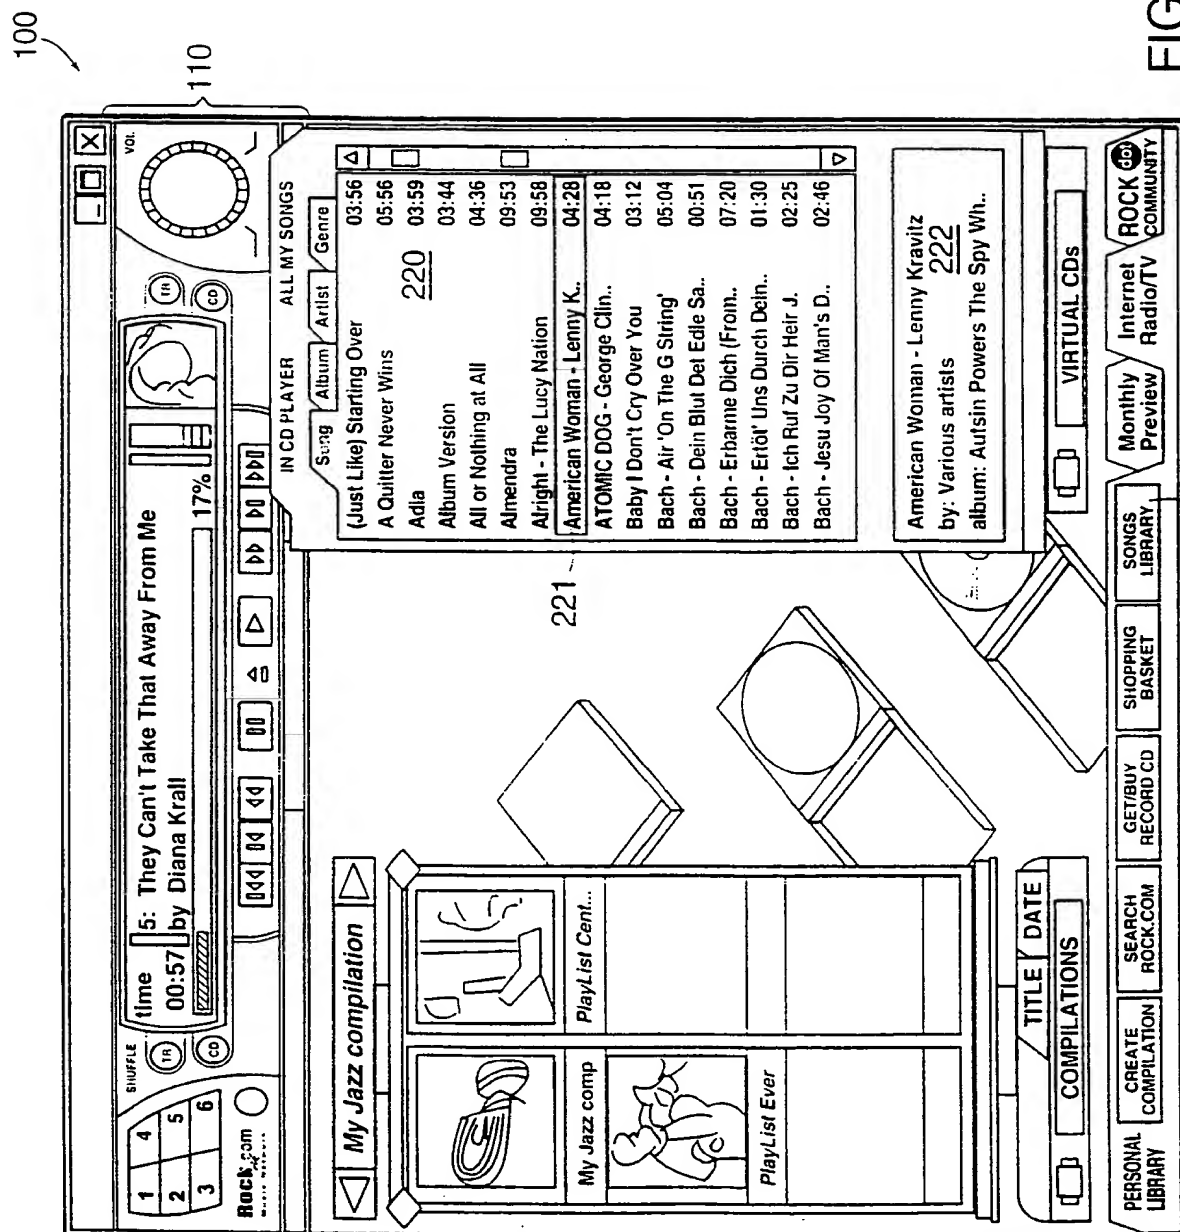 100
110
SHUFFLE
1 4
2 5
3 6
TR
CD
time 5: They Can't Take That Away From Me
00:57 by Diana Krall
17%
TR
CD
VOL
X
Rock.com
My Jazz compilation
My Jazz comp
PlayList Cent...
PlayList Ever
TITLE DATE
COMPILATIONS
IN CD PLAYER ALL MY SONGS
Song Album Artist Genre
(Just Like) Starting Over 03:56
A Quitter Never Wins 05:56
Adia 03:59
Album Version 03:44
All or Nothing at All 04:36
Almendra 09:53
Alright - The Lucy Nation 09:58
American Woman - Lenny K.. 04:28
ATOMIC DOG - George Clin.. 04:18
Baby I Don't Cry Over You 03:12
Bach - Air 'On The G String' 05:04
Bach - Dein Blut Det Edle Sa.. 00:51
Bach - Erbarme Dich (From.. 07:20
Bach - Ertöt' Uns Durch Dein.. 01:30
Bach - Ich Ruf Zu Dir Heir J. 02:25
Bach - Jesu Joy Of Man's D.. 02:46
220
221
American Woman - Lenny Kravitz
by: Various artists
album: Autsin Powers The Spy Wh..
222
VIRTUAL CDs
PERSONAL LIBRARY
CREATE COMPILATION
SEARCH ROCK.COM
GET/BUY RECORD CD
SHOPPING BASKET
SONGS LIBRARY
Monthly Preview
Internet Radio/TV
ROCK dot COMMUNITY
FIG